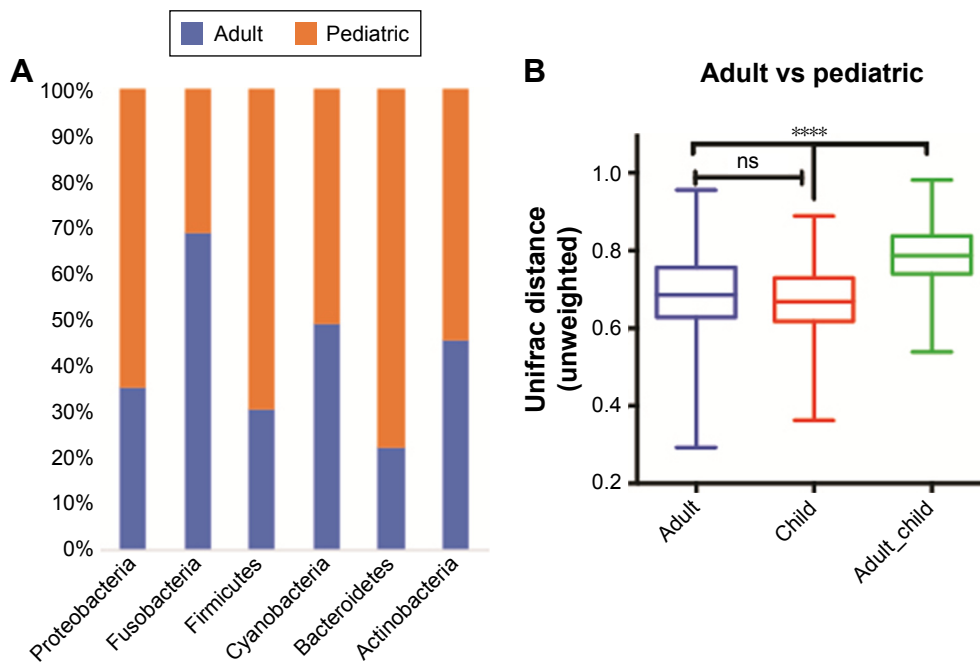 Adult Pediatric
A
100%
90%
80%
70%
60%
50%
40%
30%
20%
10%
0%
Proteobacteria
Fusobacteria
Firmicutes
Cyanobacteria
Bacteroidetes
Actinobacteria
B
Adult vs pediatric
****
ns
Unifrac distance
(unweighted)
1.0
0.8
0.6
0.4
0.2
Adult
Child
Adult_child